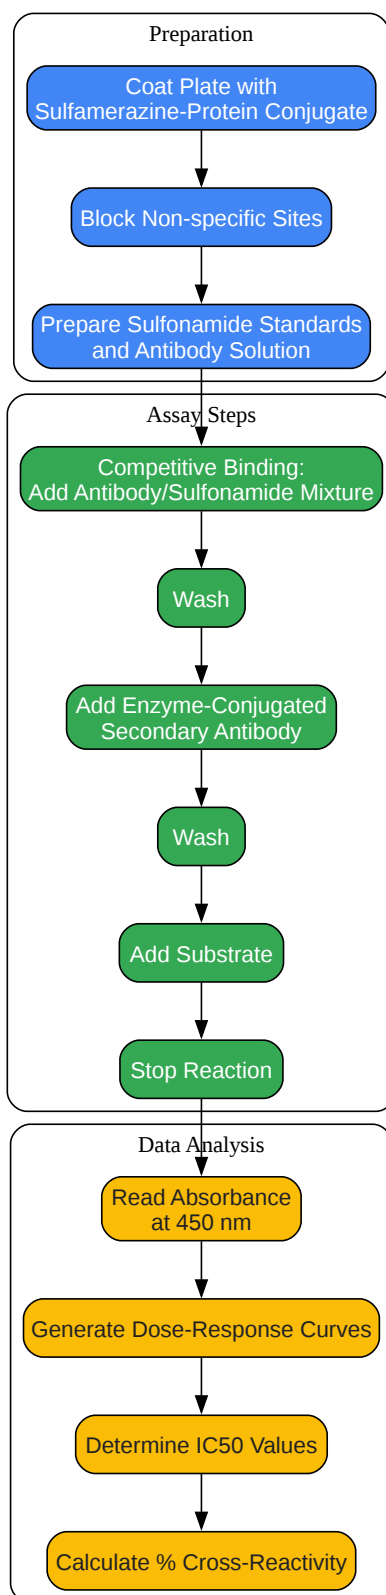 Preparation
Coat Plate with
Sulfamerazine-Protein Conjugate
Block Non-specific Sites
Prepare Sulfonamide Standards
and Antibody Solution
Assay Steps
Competitive Binding:
Add Antibody/Sulfonamide Mixture
Wash
Add Enzyme-Conjugated
Secondary Antibody
Wash
Add Substrate
Stop Reaction
Data Analysis
Read Absorbance
at 450 nm
Generate Dose-Response Curves
Determine IC50 Values
Calculate % Cross-Reactivity